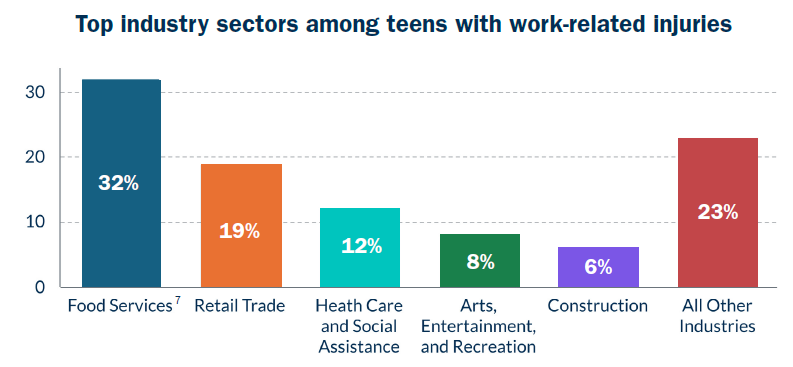 Top industry sectors among teens with work-related injuries
30
20
10
0
32%
19%
12%
8%
6%
23%
Food Services 7
Retail Trade
Heath Care
and Social
Assistance
Arts,
Entertainment,
and Recreation
Construction
All Other
Industries